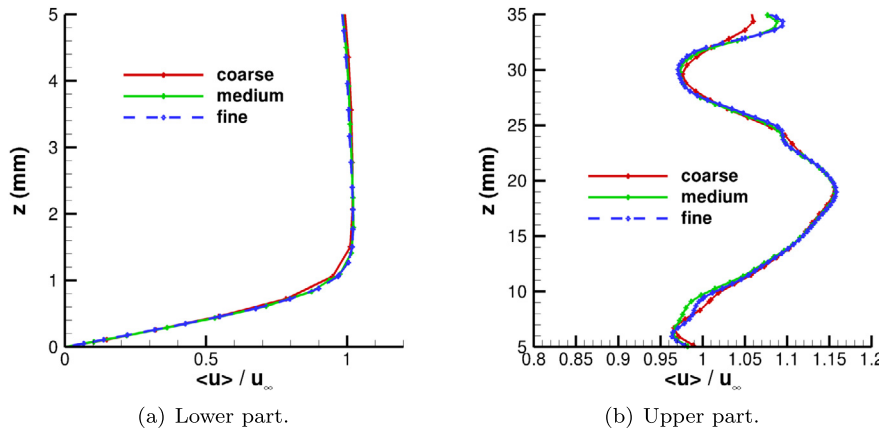 5
4
3
2
1
0
z (mm)
coarse
medium
fine
0
0.5
1
<u> / u∞
(a) Lower part.
35
30
25
20
15
10
5
z (mm)
coarse
medium
fine
0.8
0.85
0.9
0.95
1
1.05
1.1
1.15
1.2
<u> / u∞
(b) Upper part.